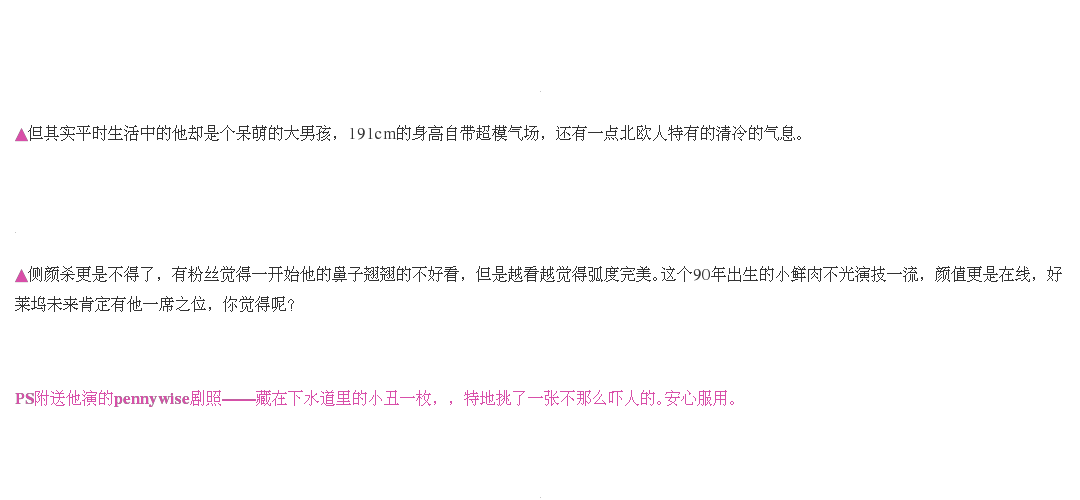 ▲但其实平时生活中的他却是个呆萌的大男孩，191cm的身高自带超模气场，还有一点北欧人特有的清冷的气息。
▲侧颜杀更是不得了，有粉丝觉得一开始他的鼻子翘翘的不好看，但是越看越觉得弧度完美。这个90年出生的小鲜肉不光演技一流，颜值更是在线，好
莱坞未来肯定有他一席之位，你觉得呢？
PS附送他演的pennywise剧照——藏在下水道里的小丑一枚，，特地挑了一张不那么吓人的。安心服用。